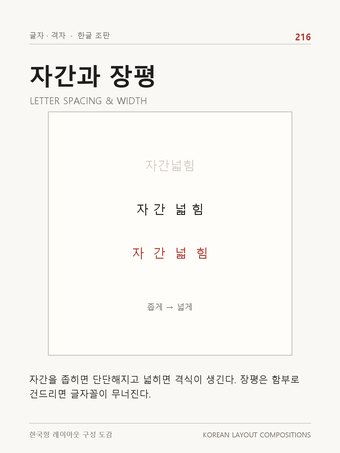 글자 · 격자 · 한글 조판
216
자간과 장평
LETTER SPACING & WIDTH
자간넓힘
자간 넓힘
자 간 넓 힘
좁게 → 넓게
자간을 좁히면 단단해지고 넓히면 격식이 생긴다. 장평은 함부로
건드리면 글자꼴이 무너진다.
한국형 레이아웃 구성 도감
KOREAN LAYOUT COMPOSITIONS